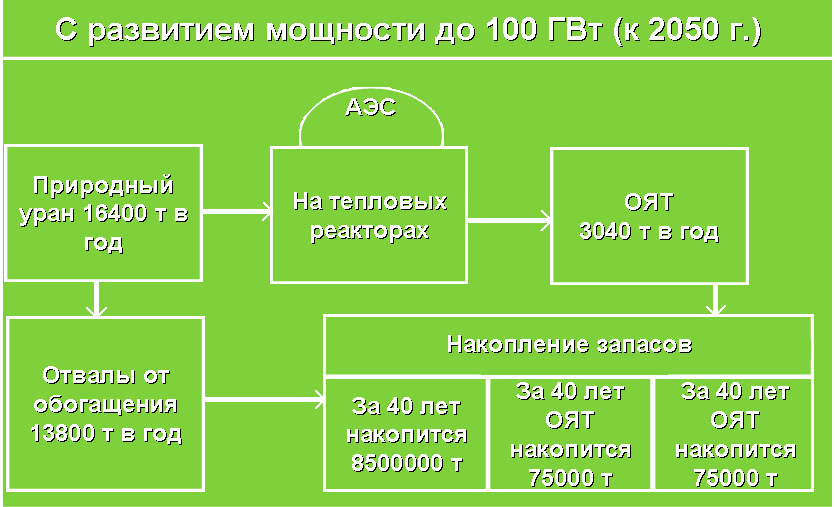 С развитием мощности до 100 ГВт (к 2050 г.)
АЭС
Природный
уран 16400 т в
год
На тепловых
реакторах
ОЯТ
3040 т в год
Отвалы от
обогащения
13800 т в год
Накопление запасов
За 40 лет
накопится
8500000 т
За 40 лет
ОЯТ
накопится
75000 т
За 40 лет
ОЯТ
накопится
75000 т